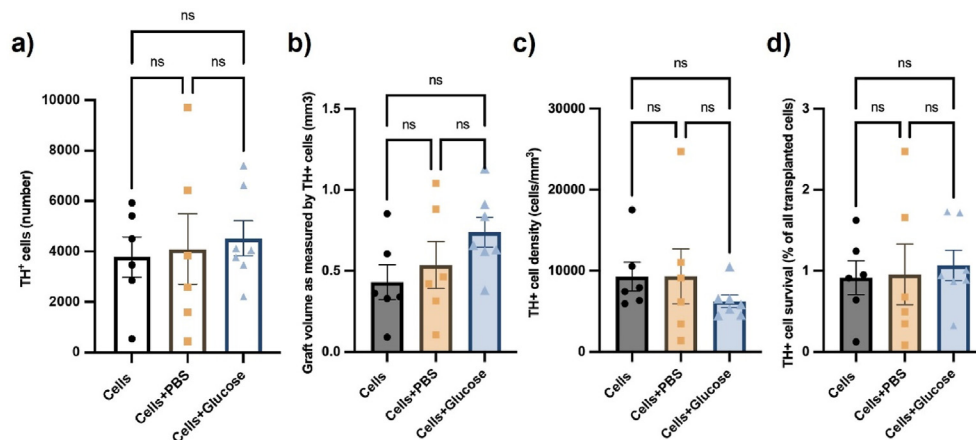 a)
ns
ns
ns
TH⁺ cells (number)
10000
8000
6000
4000
2000
0
Cells
Cells+PBS
Cells+Glucose
b)
ns
ns
ns
Graft volume as measured by TH+ cells (mm3)
1.5
1.0
0.5
0.0
Cells
Cells+PBS
Cells+Glucose
c)
ns
ns
ns
TH+ cell density (cells/mm³)
30000
20000
10000
0
Cells
Cells+PBS
Cells+Glucose
d)
ns
ns
ns
TH+ cell survival (% of all transplanted cells)
3
2
1
0
Cells
Cells+PBS
Cells+Glucose